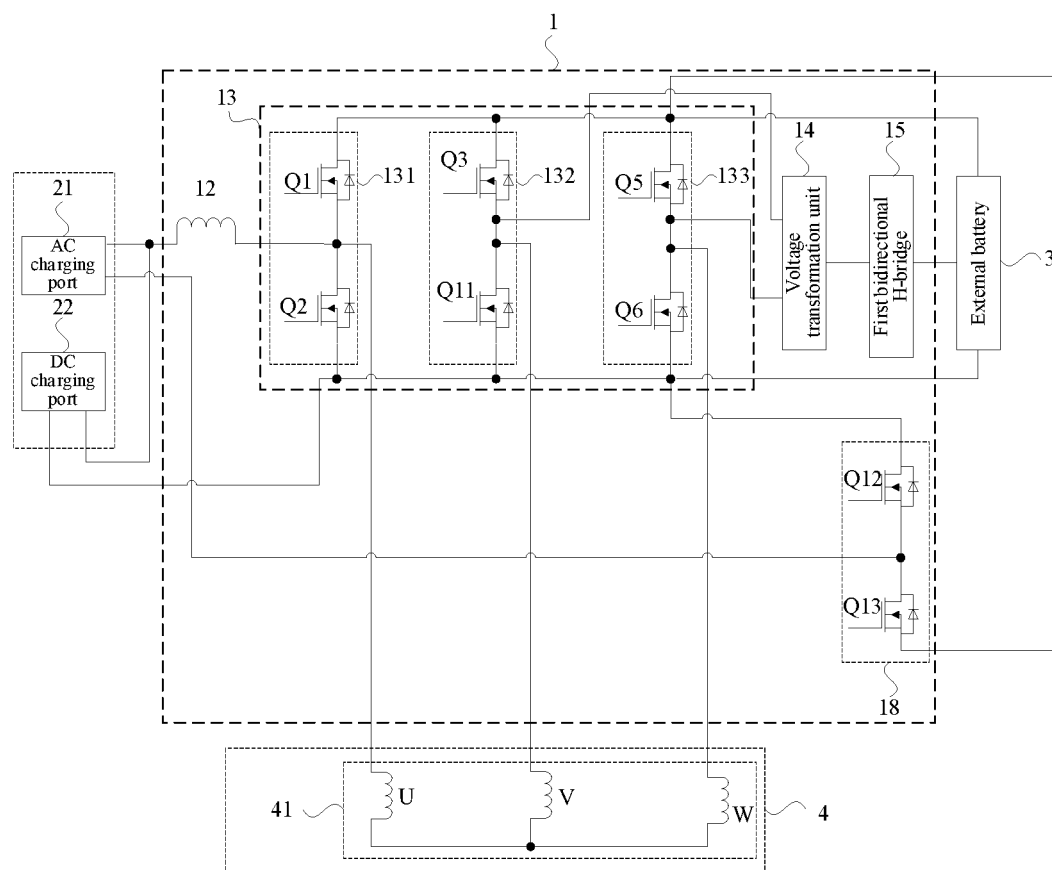 1
13
14
15
Q1
131
Q3
132
Q5
133
21
12
AC
charging
port
Q2
Q11
Q6
Voltage
transformation unit
First bidirectional
H-bridge
External battery
3
22
DC
charging
port
Q12
Q13
18
41
U
V
W
4